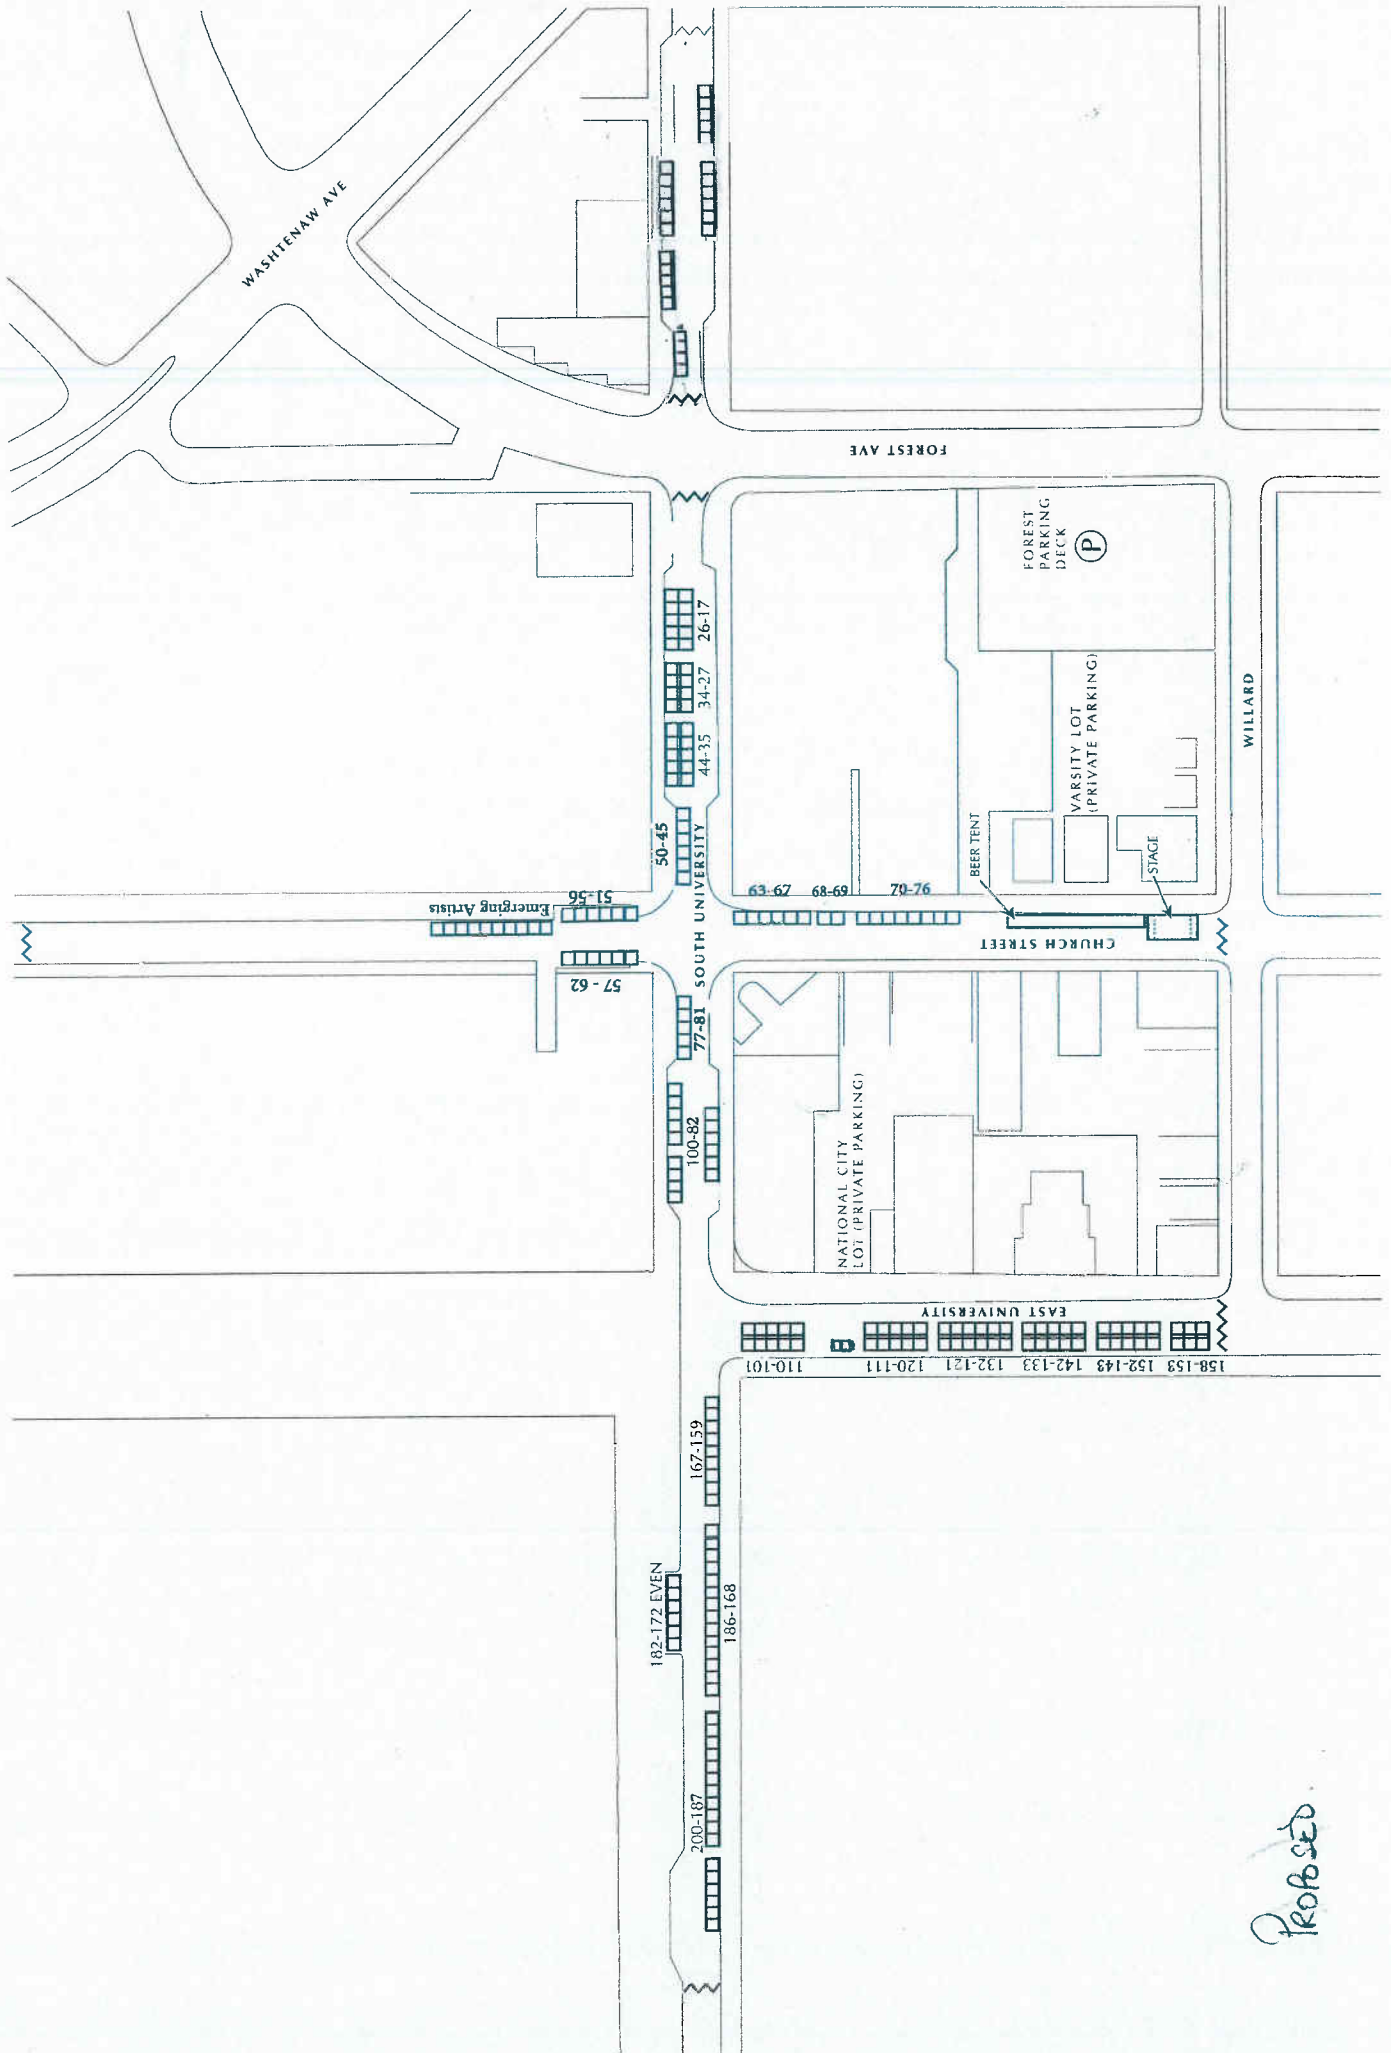 WASHTENAW AVE
FOREST AVE
FOREST
PARKING
DECK
P
26-17
34-27
44-35
50-45
SOUTH UNIVERSITY
VARSITY LOT
(PRIVATE PARKING)
WILLARD
BEER TENT
STAGE
Emerging Artists
51-56
57 - 62
63-67
68-69
70-76
CHURCH STREET
77-81
100-82
NATIONAL CITY
LOT (PRIVATE PARKING)
EAST UNIVERSITY
110-101
120-111
132-121
142-133
152-143
158-153
167-159
182-172 EVEN
186-168
200-187
PROPOSED.